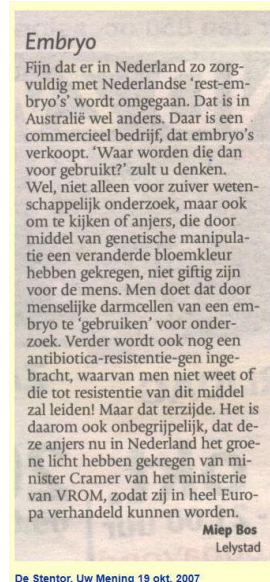 Embryo
Fijn dat er in Nederland zo zorg-
vuldig met Nederlandse ‘rest-em-
bryo’s’ wordt omgegaan. Dat is in
Australië wel anders. Daar is een
commercieel bedrijf, dat embryo’s
verkoopt. ‘Waar worden die dan
voor gebruikt?’ zult u denken.
Wel, niet alleen voor zuiver weten-
schappelijk onderzoek, maar ook
om te kijken of anjers, die door
middel van genetische manipula-
tie een veranderde bloemkleur
hebben gekregen, niet giftig zijn
voor de mens. Men doet dat door
menselijke darmcellen van een em-
bryo te ‘gebruiken’ voor onder-
zoek. Verder wordt ook nog een
antibiotica-resistentie-gen inge-
bracht, waarvan men niet weet of
die tot resistentie van dit middel
zal leiden! Maar dat terzijde. Het is
daarom ook onbegrijpelijk, dat de-
ze anjers nu in Nederland het groe-
ne licht hebben gekregen van mi-
nister Cramer van het ministerie
van VROM, zodat zij in heel Euro-
pa verhandeld kunnen worden.
Miep Bos
Lelystad
De Stentor, Uw Mening 19 okt. 2007